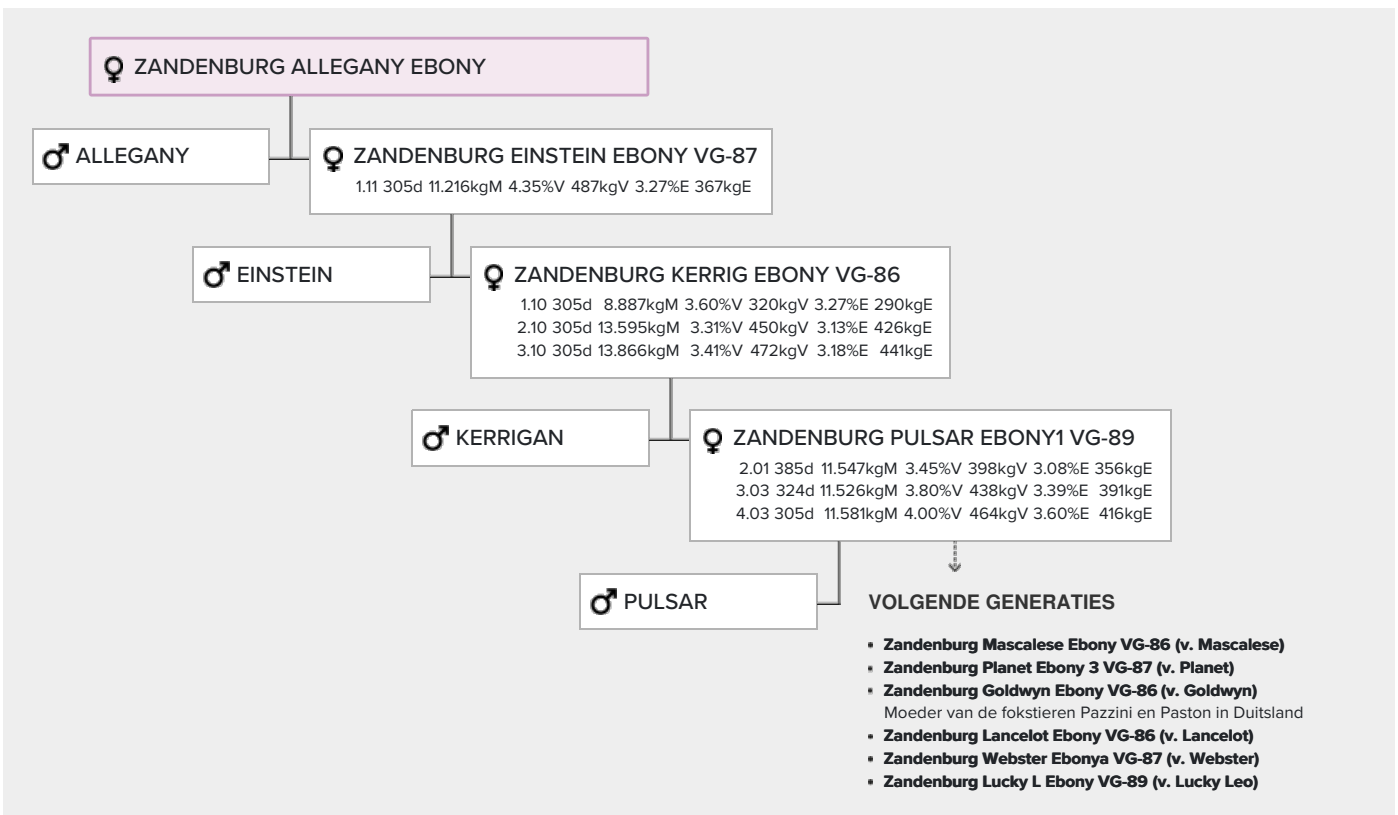 ZANDENBURG ALLEGANY EBONY
ALLEGANY
ZANDENBURG EINSTEIN EBONY VG-87
1.11 305d 11.216kgM 4.35%V 487kgV 3.27%E 367kgE
EINSTEIN
ZANDENBURG KERRIG EBONY VG-86
1.10 305d 8.887kgM 3.60%V 320kgV 3.27%E 290kgE
2.10 305d 13.595kgM 3.31%V 450kgV 3.13%E 426kgE
3.10 305d 13.866kgM 3.41%V 472kgV 3.18%E 441kgE
KERRIGAN
ZANDENBURG PULSAR EBONY1 VG-89
2.01 385d 11.547kgM 3.45%V 398kgV 3.08%E 356kgE
3.03 324d 11.526kgM 3.80%V 438kgV 3.39%E 391kgE
4.03 305d 11.581kgM 4.00%V 464kgV 3.60%E 416kgE
PULSAR
VOLGENDE GENERATIES
• Zandenburg Mascalese Ebony VG-86 (v. Mascalese)
• Zandenburg Planet Ebony 3 VG-87 (v. Planet)
• Zandenburg Goldwyn Ebony VG-86 (v. Goldwyn)
Moeder van de fokstieren Pazzini en Paston in Duitsland
• Zandenburg Lancelot Ebony VG-86 (v. Lancelot)
• Zandenburg Webster Ebonya VG-87 (v. Webster)
• Zandenburg Lucky L Ebony VG-89 (v. Lucky Leo)